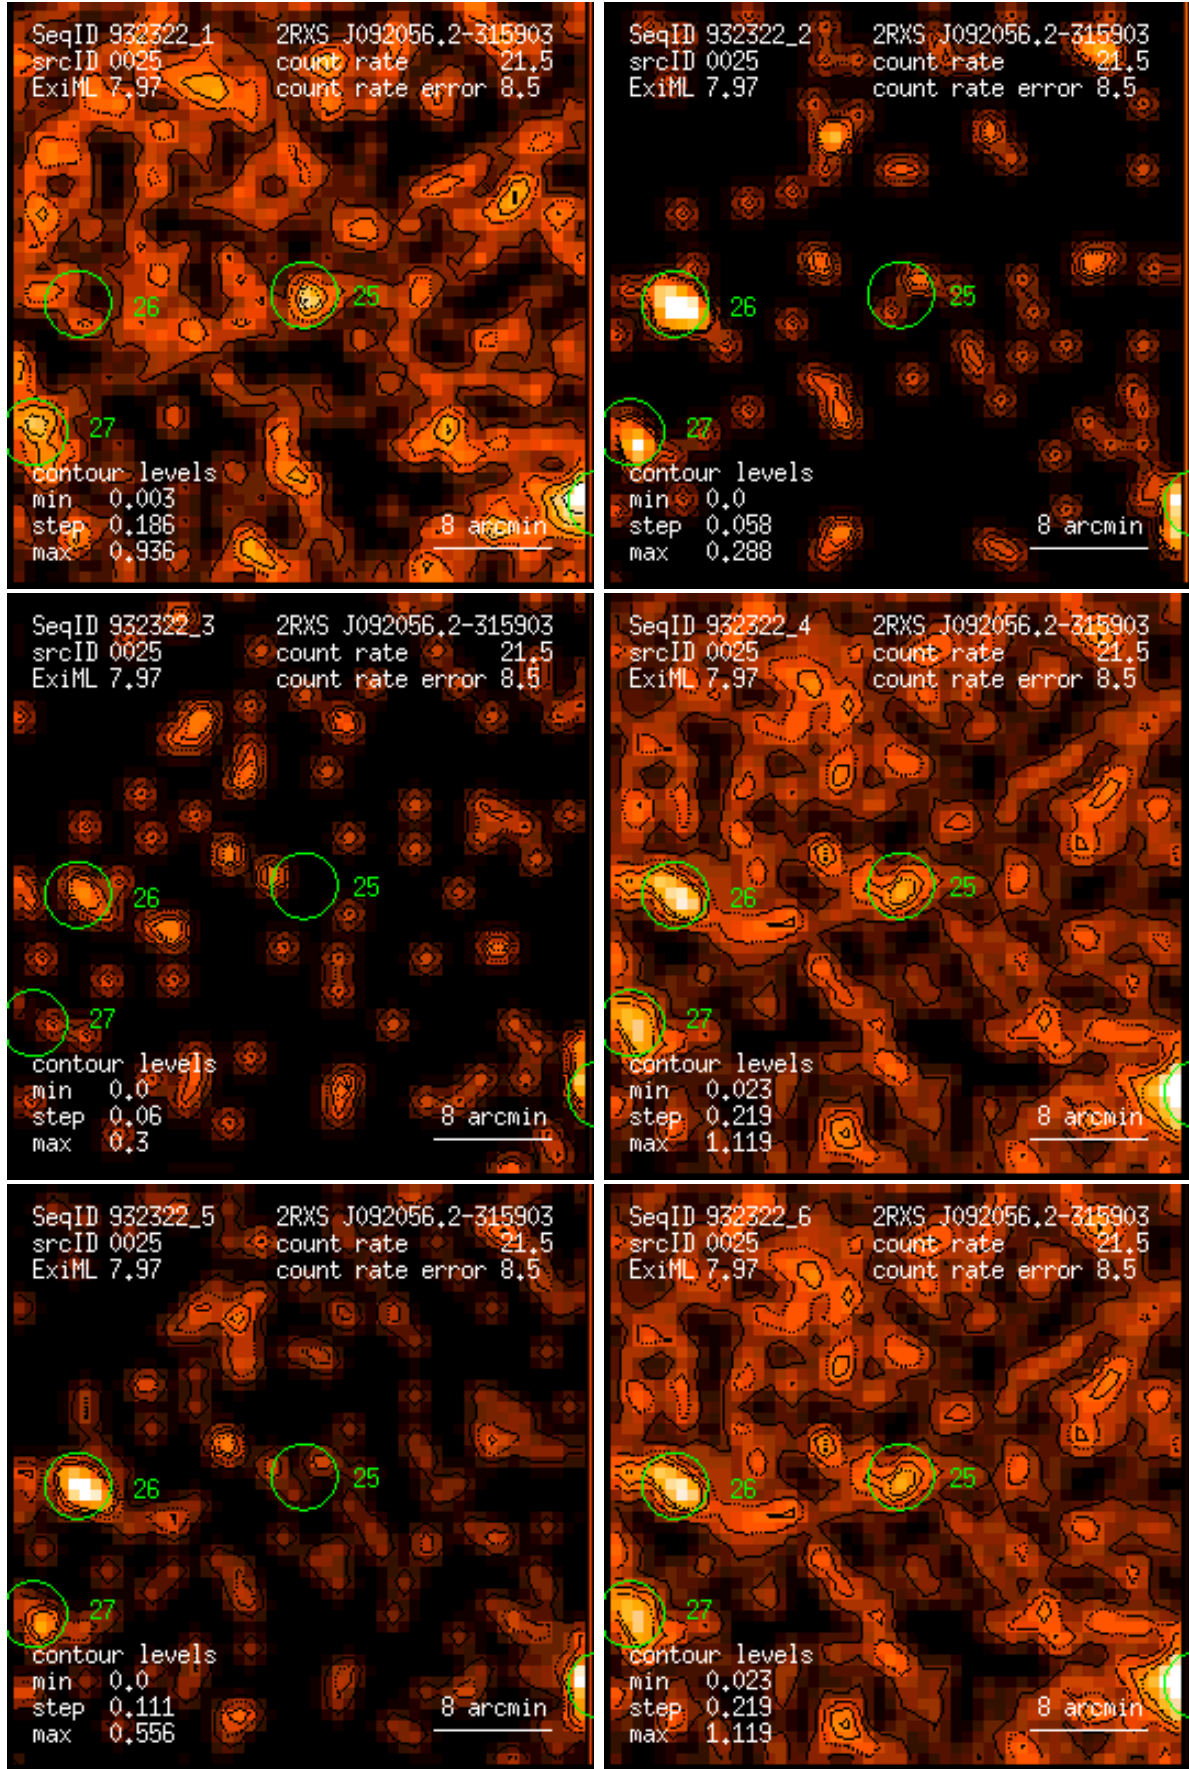 SeqID 932322_1 2RXS J092056.2-315903
srcID 0025 count rate 21.5
ExiML 7.97 count rate error 8.5
25
26
27
contour levels
min 0.003
step 0.186
max 0.936
8 arcmin
SeqID 932322_2 2RXS J092056.2-315903
srcID 0025 count rate 21.5
ExiML 7.97 count rate error 8.5
25
26
27
contour levels
min 0.0
step 0.058
max 0.288
8 arcmin
SeqID 932322_3 2RXS J092056.2-315903
srcID 0025 count rate 21.5
ExiML 7.97 count rate error 8.5
25
26
27
contour levels
min 0.0
step 0.06
max 0.3
8 arcmin
SeqID 932322_4 2RXS J092056.2-315903
srcID 0025 count rate 21.5
ExiML 7.97 count rate error 8.5
25
26
27
contour levels
min 0.023
step 0.219
max 1.119
8 arcmin
SeqID 932322_5 2RXS J092056.2-315903
srcID 0025 count rate 21.5
ExiML 7.97 count rate error 8.5
25
26
27
contour levels
min 0.0
step 0.111
max 0.556
8 arcmin
SeqID 932322_6 2RXS J092056.2-315903
srcID 0025 count rate 21.5
ExiML 7.97 count rate error 8.5
25
26
27
contour levels
min 0.023
step 0.219
max 1.119
8 arcmin